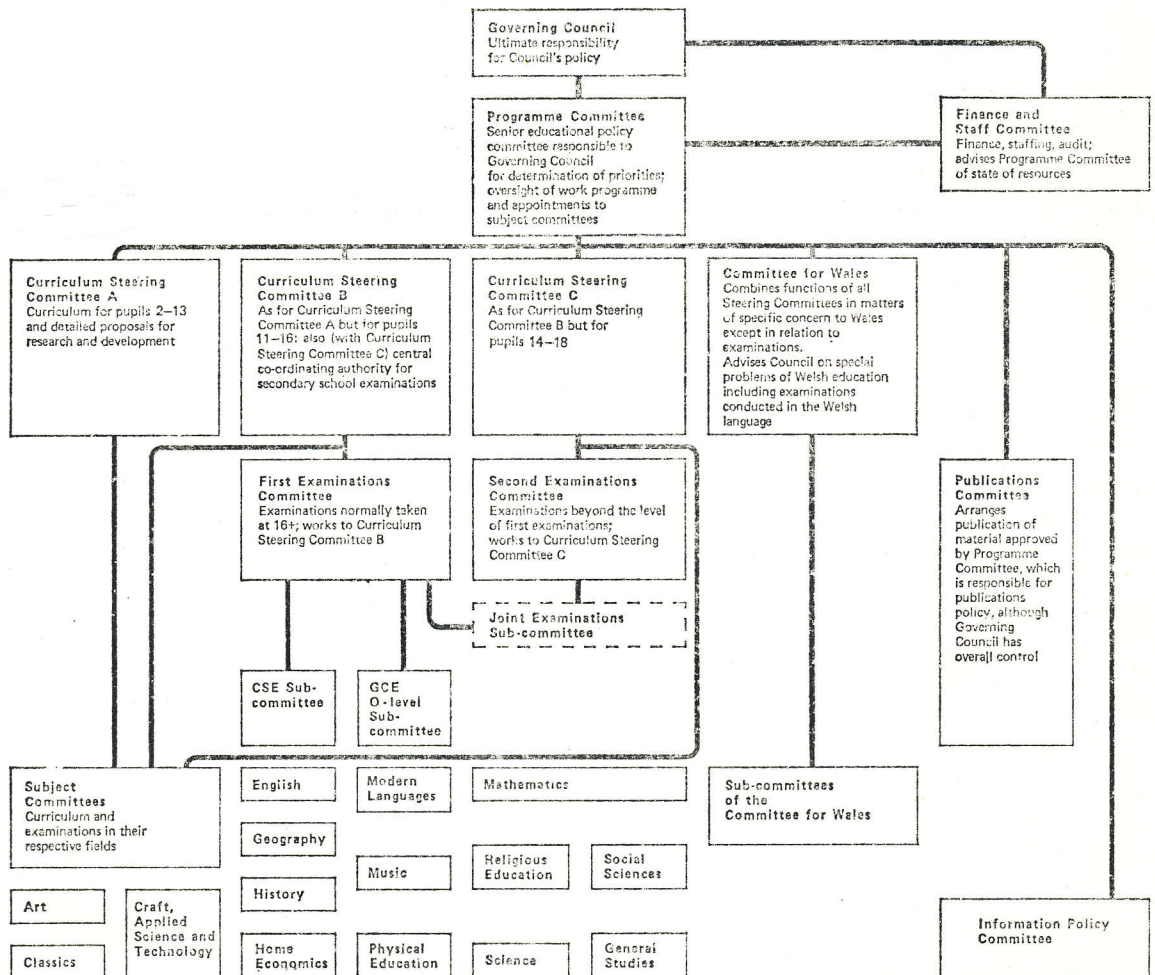 Governing Council
Ultimate responsibility
for Council's policy
Programme Committee
Senior educational policy
committee responsible to
Governing Council
for determination of priorities;
oversight of work programme
and appointments to
subject committees
Finance and
Staff Committee
Finance, staffing, audit;
advises Programme Committee
of state of resources
Curriculum Steering
Committee A
Curriculum for pupils 2–13
and detailed proposals for
research and development
Curriculum Steering
Committee B
As for Curriculum Steering
Committee A but for pupils
11–16; also (with Curriculum
Steering Committee C) central
co-ordinating authority for
secondary school examinations
Curriculum Steering
Committee C
As for Curriculum Steering
Committee B but for
pupils 14–18
Committee for Wales
Combines functions of all
Steering Committees in matters
of specific concern to Wales
except in relation to
examinations.
Advises Council on special
problems of Welsh education
including examinations
conducted in the Welsh
language
First Examinations
Committee
Examinations normally taken
at 16+; works to Curriculum
Steering Committee B
Second Examinations
Committee
Examinations beyond the level
of first examinations;
works to Curriculum Steering
Committee C
Publications
Committee
Arranges
publication of
material approved
by Programme
Committee, which
is responsible for
publications
policy, although
Governing
Council has
overall control
Joint Examinations
Sub-committee
CSE Sub-
committee
GCE
O-level
Sub-
committee
Subject
Committees
Curriculum and
examinations in their
respective fields
English
Modern
Languages
Mathematics
Sub-committees
of the
Committee for Wales
Geography
Music
Religious
Education
Social
Sciences
History
Art
Craft,
Applied
Science and
Technology
Classics
Home
Economics
Physical
Education
Science
General
Studies
Information Policy
Committee